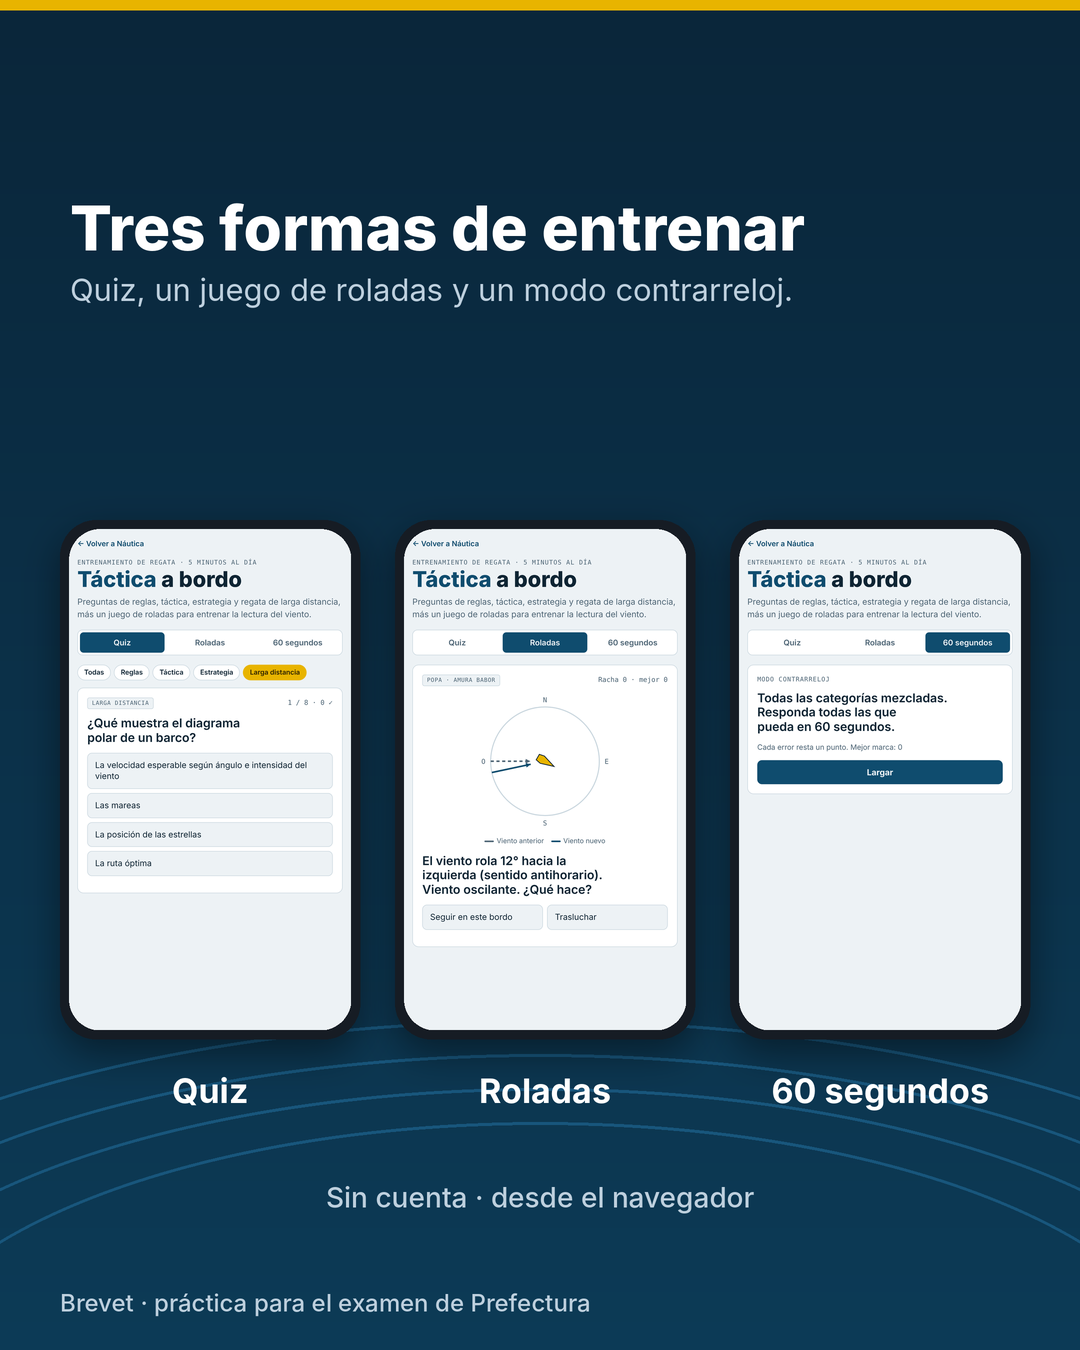 Tres formas de entrenar
Quiz, un juego de roladas y un modo contrarreloj.
← Volver a Náutica
ENTRENAMIENTO DE REGATA · 5 MINUTOS AL DÍA
Táctica a bordo
Preguntas de reglas, táctica, estrategia y regata de larga distancia,
más un juego de roladas para entrenar la lectura del viento.
Quiz Roladas 60 segundos
Todas Reglas Táctica Estrategia Larga distancia
LARGA DISTANCIA 1 / 8 · 0 ✓
¿Qué muestra el diagrama
polar de un barco?
La velocidad esperable según ángulo e intensidad del
viento
Las mareas
La posición de las estrellas
La ruta óptima
← Volver a Náutica
ENTRENAMIENTO DE REGATA · 5 MINUTOS AL DÍA
Táctica a bordo
Preguntas de reglas, táctica, estrategia y regata de larga distancia,
más un juego de roladas para entrenar la lectura del viento.
Quiz Roladas 60 segundos
POPA · AMURA BABOR Racha 0 · mejor 0
N
O E
S
Viento anterior Viento nuevo
El viento rola 12° hacia la
izquierda (sentido antihorario).
Viento oscilante. ¿Qué hace?
Seguir en este bordo Trasluchar
← Volver a Náutica
ENTRENAMIENTO DE REGATA · 5 MINUTOS AL DÍA
Táctica a bordo
Preguntas de reglas, táctica, estrategia y regata de larga distancia,
más un juego de roladas para entrenar la lectura del viento.
Quiz Roladas 60 segundos
MODO CONTRARRELOJ
Todas las categorías mezcladas.
Responda todas las que
pueda en 60 segundos.
Cada error resta un punto. Mejor marca: 0
Largar
Quiz
Roladas
60 segundos
Sin cuenta · desde el navegador
Brevet · práctica para el examen de Prefectura